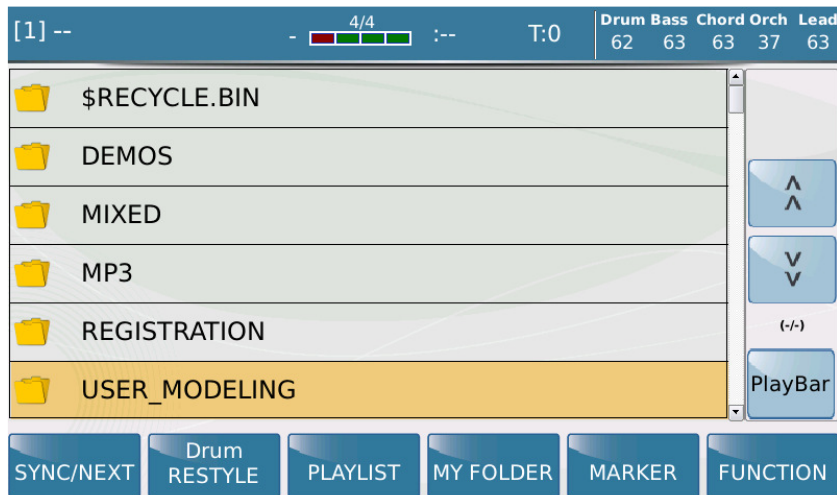 [1] -- - 4/4 :-- T:0 Drum Bass Chord Orch Lead
62 63 63 37 63
$RECYCLE.BIN
DEMOS
MIXED
MP3
REGISTRATION
USER_MODELING
(-/-)
PlayBar
SYNC/NEXT
Drum
RESTYLE
PLAYLIST
MY FOLDER
MARKER
FUNCTION